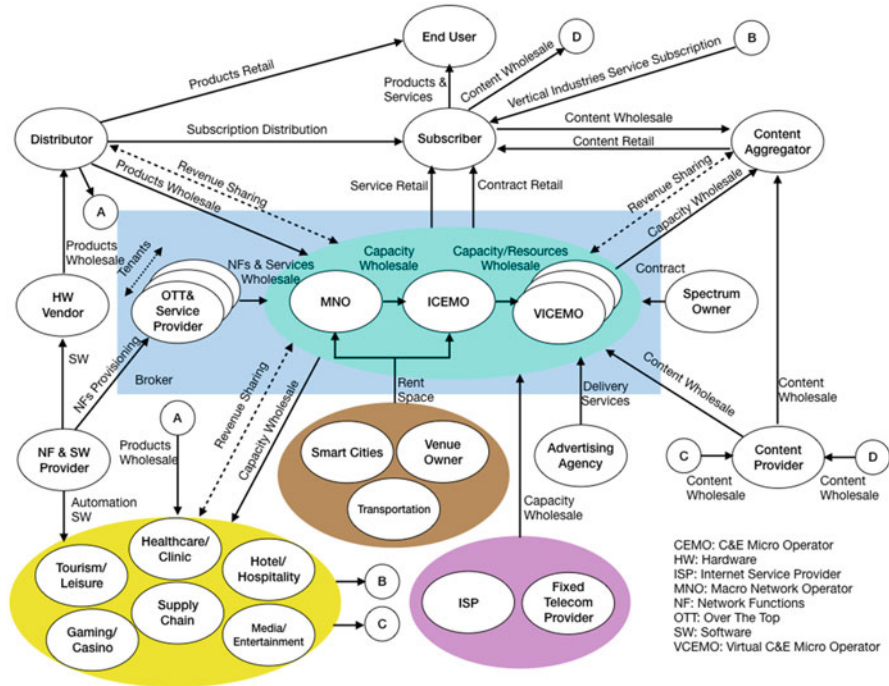 End User
D
B
Products Retail
Products &
Services
Content Wholesale
Vertical Industries Service Subscription
Distributor
Subscription Distribution
Subscriber
Content Wholesale
Content Retail
Content
Aggregator
Revenue Sharing
Products Wholesale
Service Retail
Contract Retail
Revenue Sharing
Capacity Wholesale
A
Products
Wholesale
Tenants
NFs & Services
Wholesale
Capacity
Wholesale
Capacity/Resources
Wholesale
Contract
HW
Vendor
OTT&
Service
Provider
MNO
ICEMO
VICEMO
Spectrum
Owner
SW
NFs Provisioning
Broker
Revenue Sharing
Capacity Wholesale
Rent
Space
Delivery
Services
Content Wholesale
Content
Wholesale
A
Products
Wholesale
NF & SW
Provider
Smart Cities
Venue
Owner
Transportation
Advertising
Agency
C
Content
Provider
D
Content
Wholesale
Content
Wholesale
Automation
SW
Capacity
Wholesale
Healthcare/
Clinic
Tourism/
Leisure
Hotel/
Hospitality
Supply
Chain
Gaming/
Casino
Media/
Entertainment
B
C
ISP
Fixed
Telecom
Provider
CEMO: C&E Micro Operator
HW: Hardware
ISP: Internet Service Provider
MNO: Macro Network Operator
NF: Network Functions
OTT: Over The Top
SW: Software
VCEMO: Virtual C&E Micro Operator